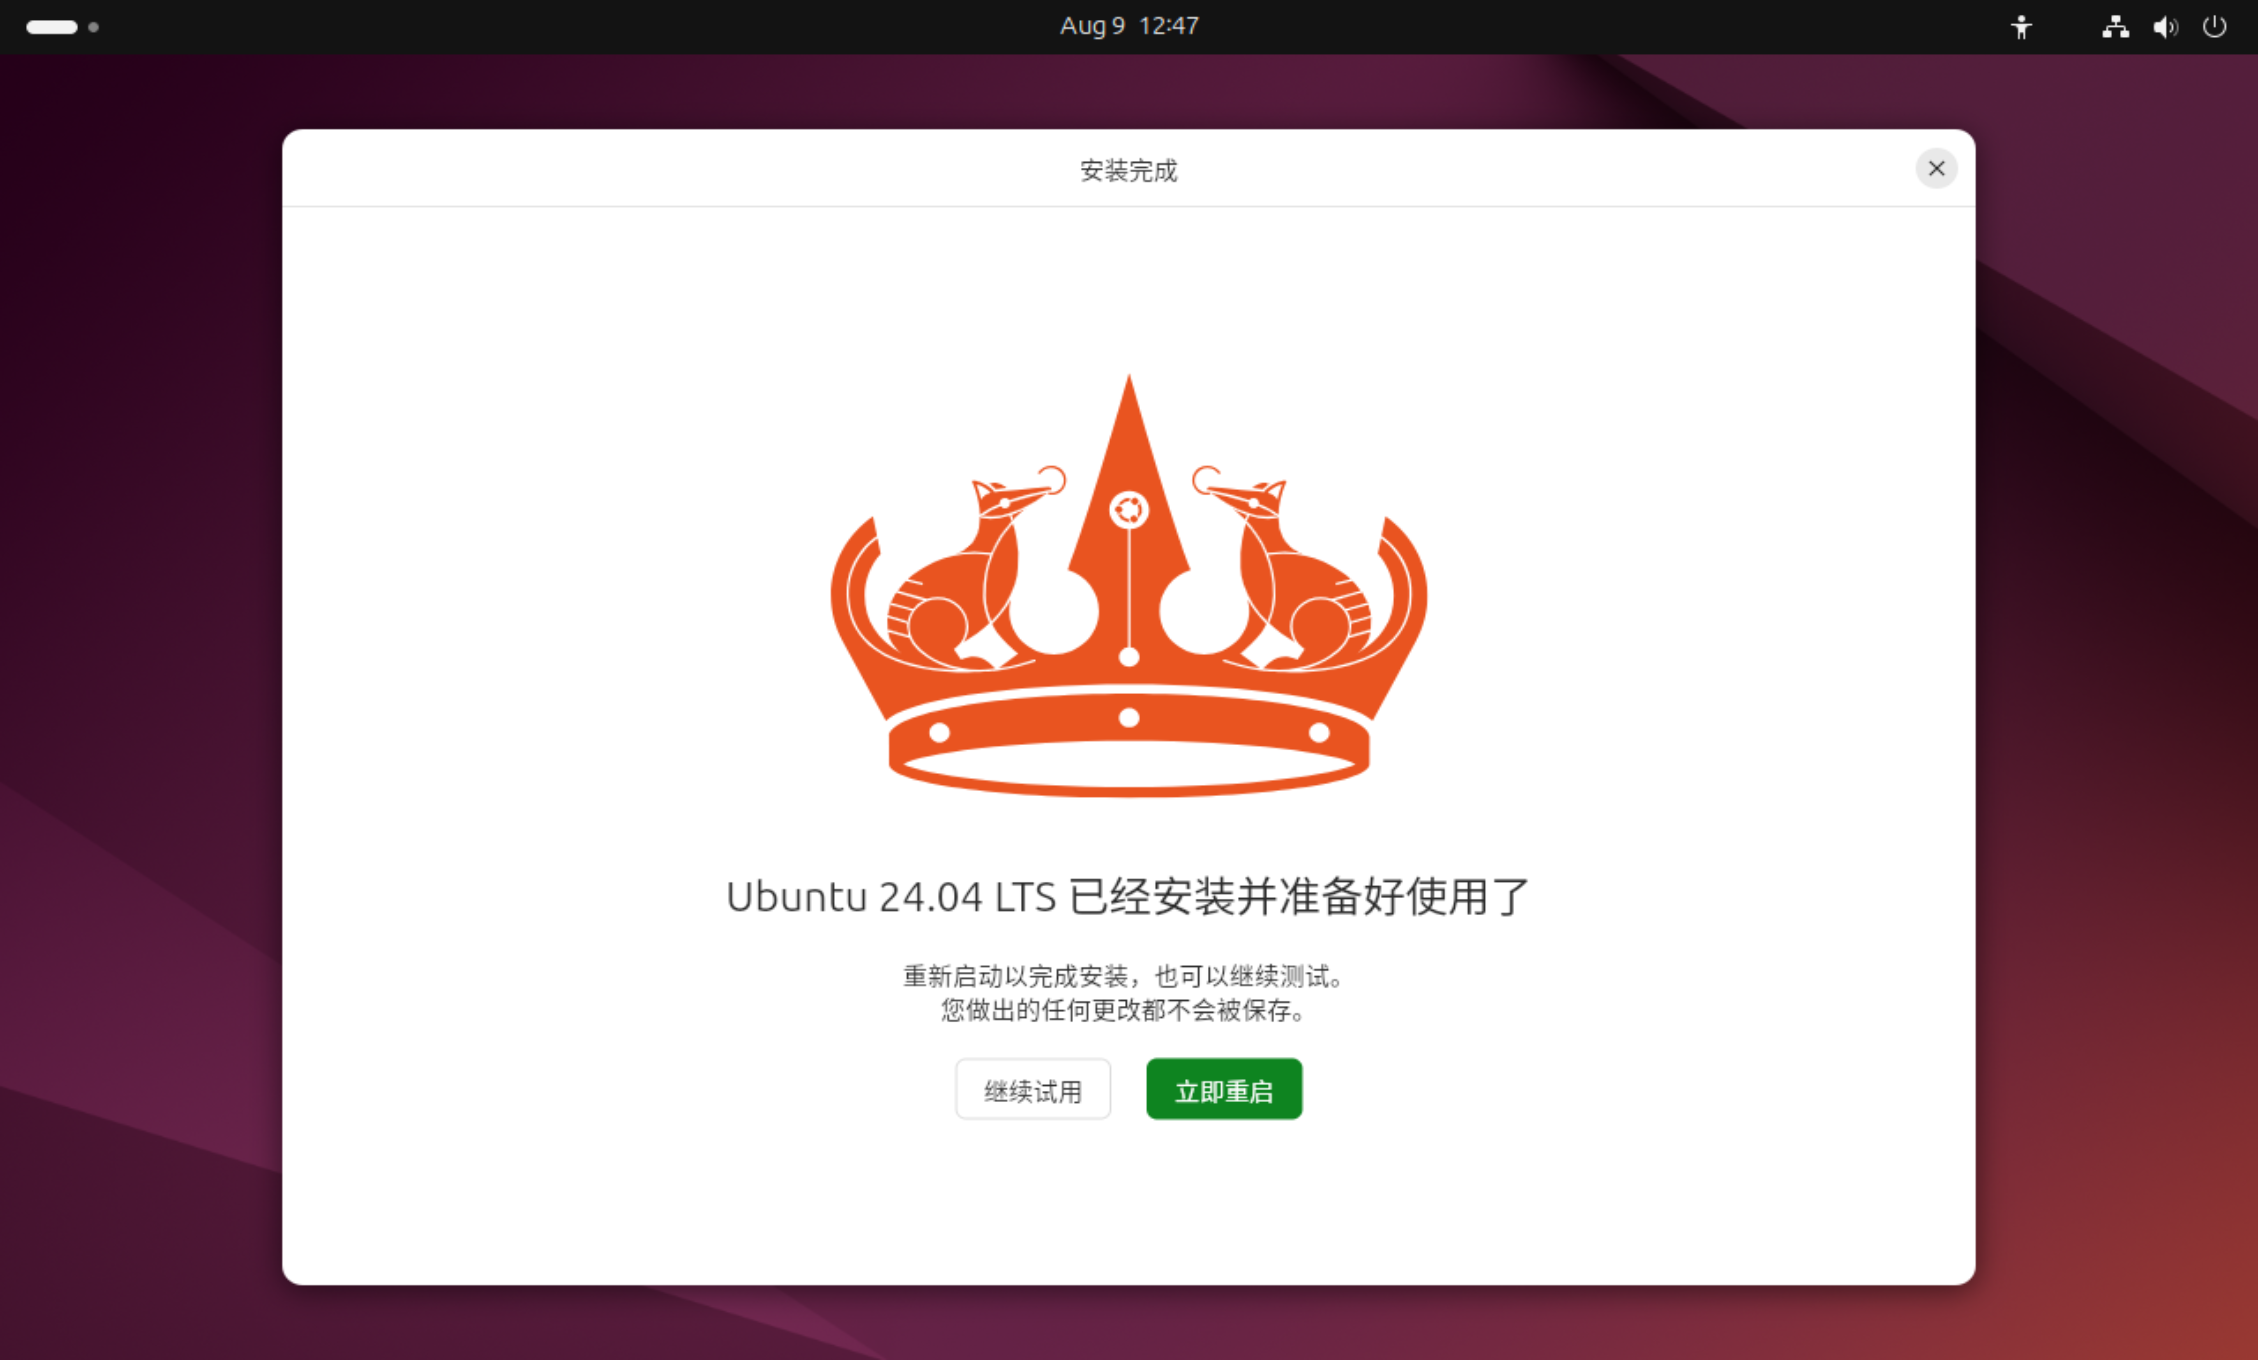 Aug 9 12:47
安装完成
Ubuntu 24.04 LTS 已经安装并准备好使用了
重新启动以完成安装，也可以继续测试。
您做出的任何更改都不会被保存。
继续试用
立即重启